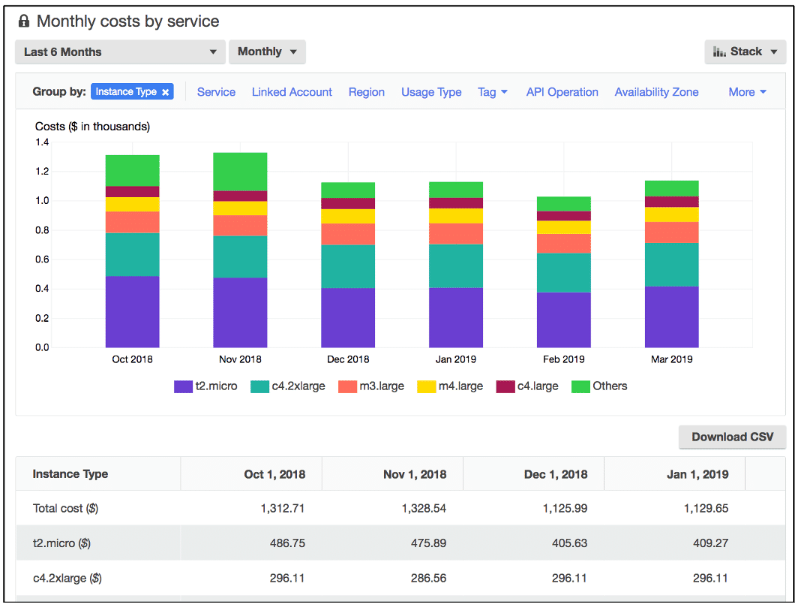 Monthly costs by service
Last 6 Months Monthly Stack
Group by: Instance Type × Service Linked Account Region Usage Type Tag API Operation Availability Zone More
Costs ($ in thousands)
1.4
1.2
1.0
0.8
0.6
0.4
0.2
0.0
Oct 2018 Nov 2018 Dec 2018 Jan 2019 Feb 2019 Mar 2019
t2.micro c4.2xlarge m3.large m4.large c4.large Others
Download CSV
Instance Type Oct 1, 2018 Nov 1, 2018 Dec 1, 2018 Jan 1, 2019
Total cost ($) 1,312.71 1,328.54 1,125.99 1,129.65
t2.micro ($) 486.75 475.89 405.63 409.27
c4.2xlarge ($) 296.11 286.56 296.11 296.11